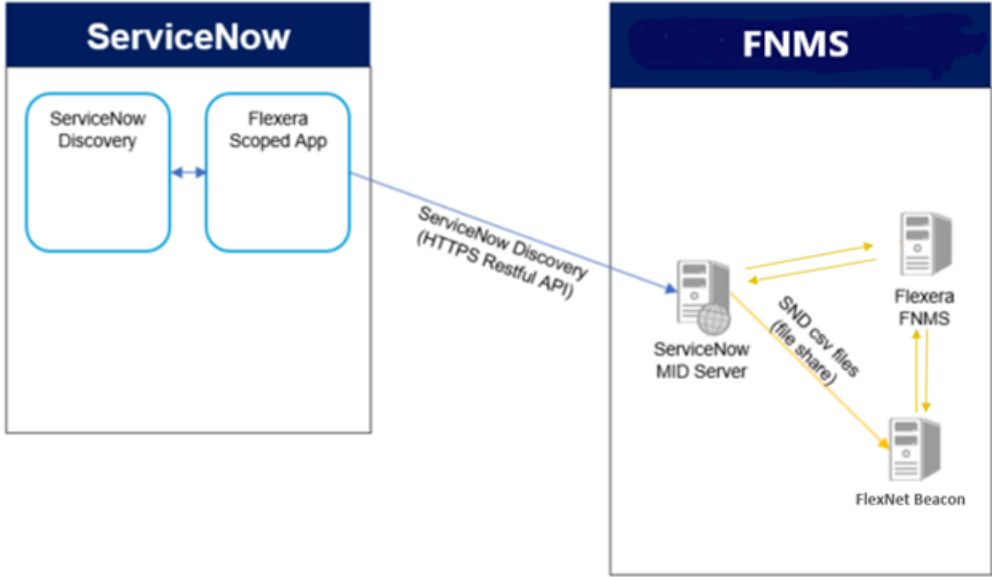 ServiceNow
FNMS
ServiceNow
Discovery
Flexera
Scoped App
ServiceNow Discovery
(HTTPS Restful API)
Flexera
FNMS
SND csv files
(file share)
ServiceNow
MID Server
FlexNet Beacon